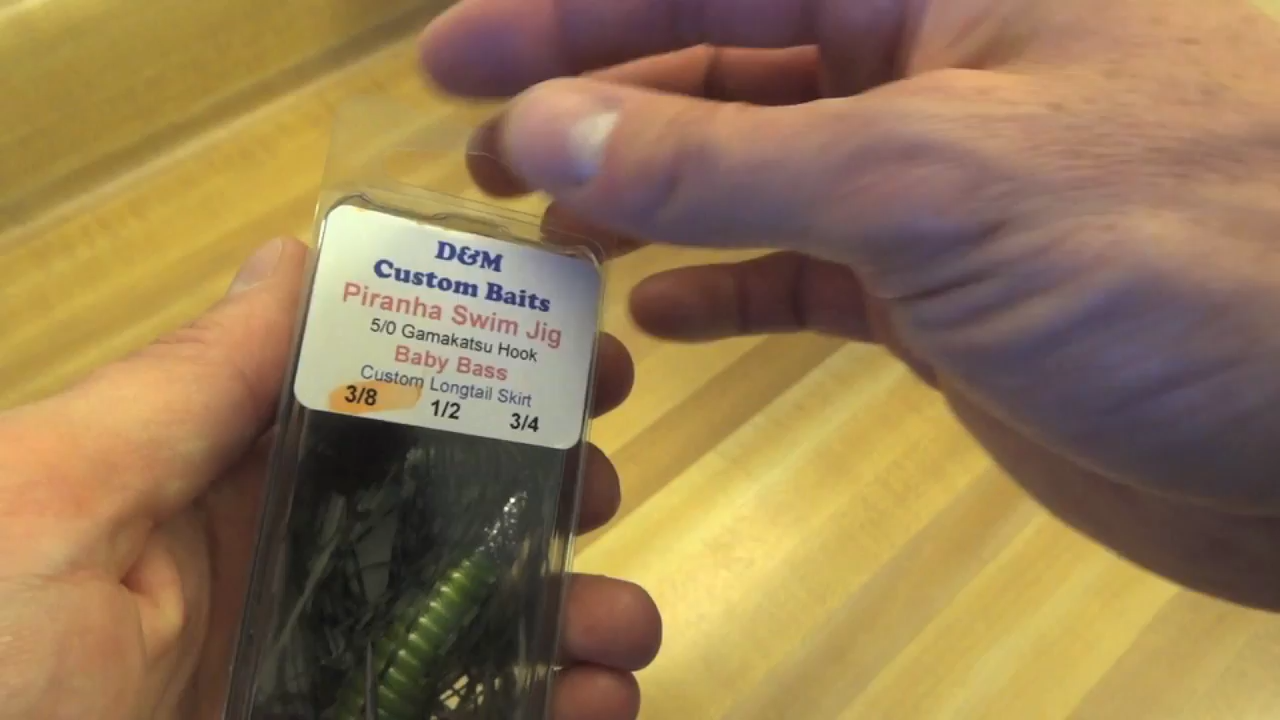 D&M
Custom Baits
Piranha Swim Jig
5/0 Gamakatsu Hook
Baby Bass
Custom Longtail Skirt
3/8 1/2 3/4